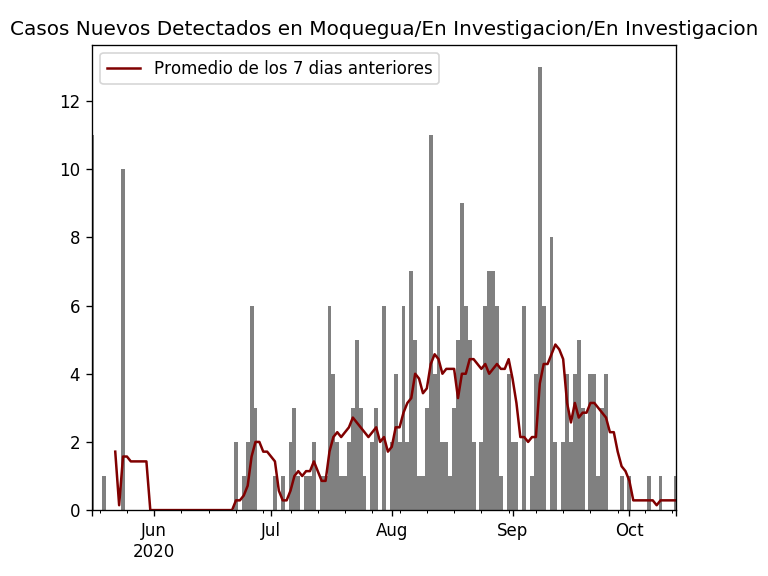 Casos Nuevos Detectados en Moquegua/En Investigacion/En Investigacion
Promedio de los 7 dias anteriores
12
10
8
6
4
2
0
Jun
2020
Jul
Aug
Sep
Oct